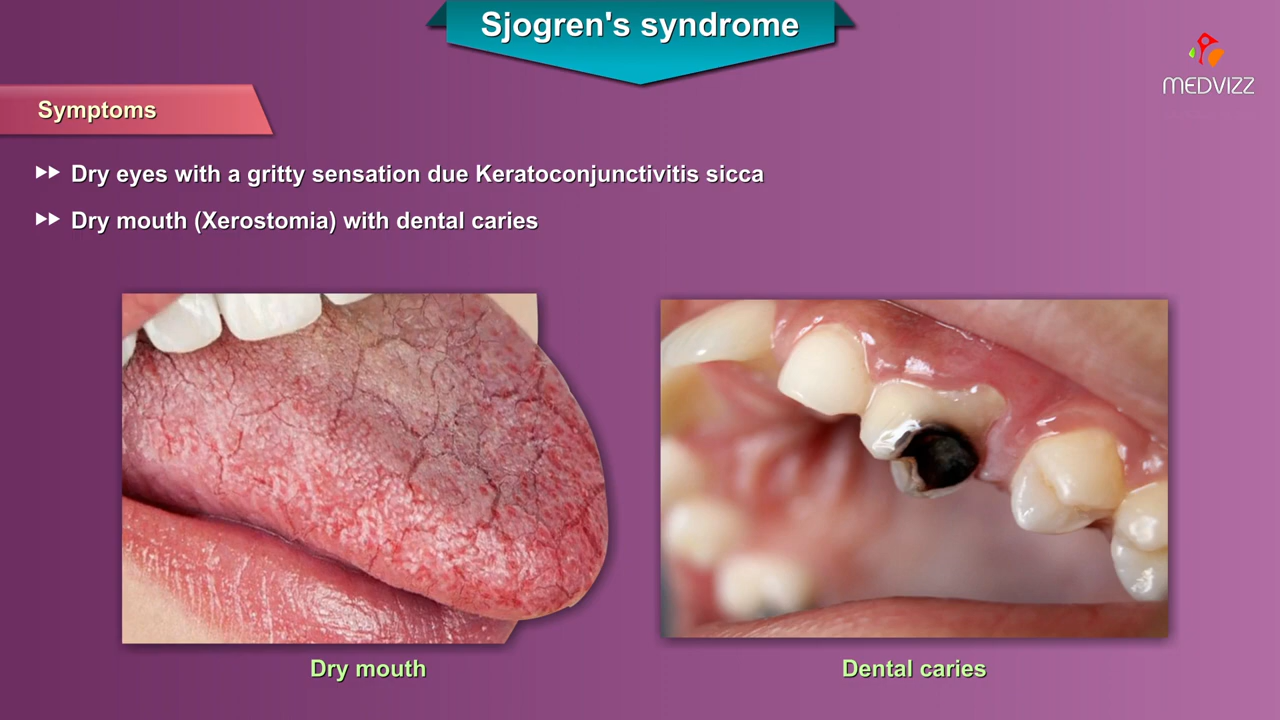 Sjogren's syndrome
MEDVIZZ
Symptoms
Dry eyes with a gritty sensation due Keratoconjunctivitis sicca
Dry mouth (Xerostomia) with dental caries
Dry mouth
Dental caries